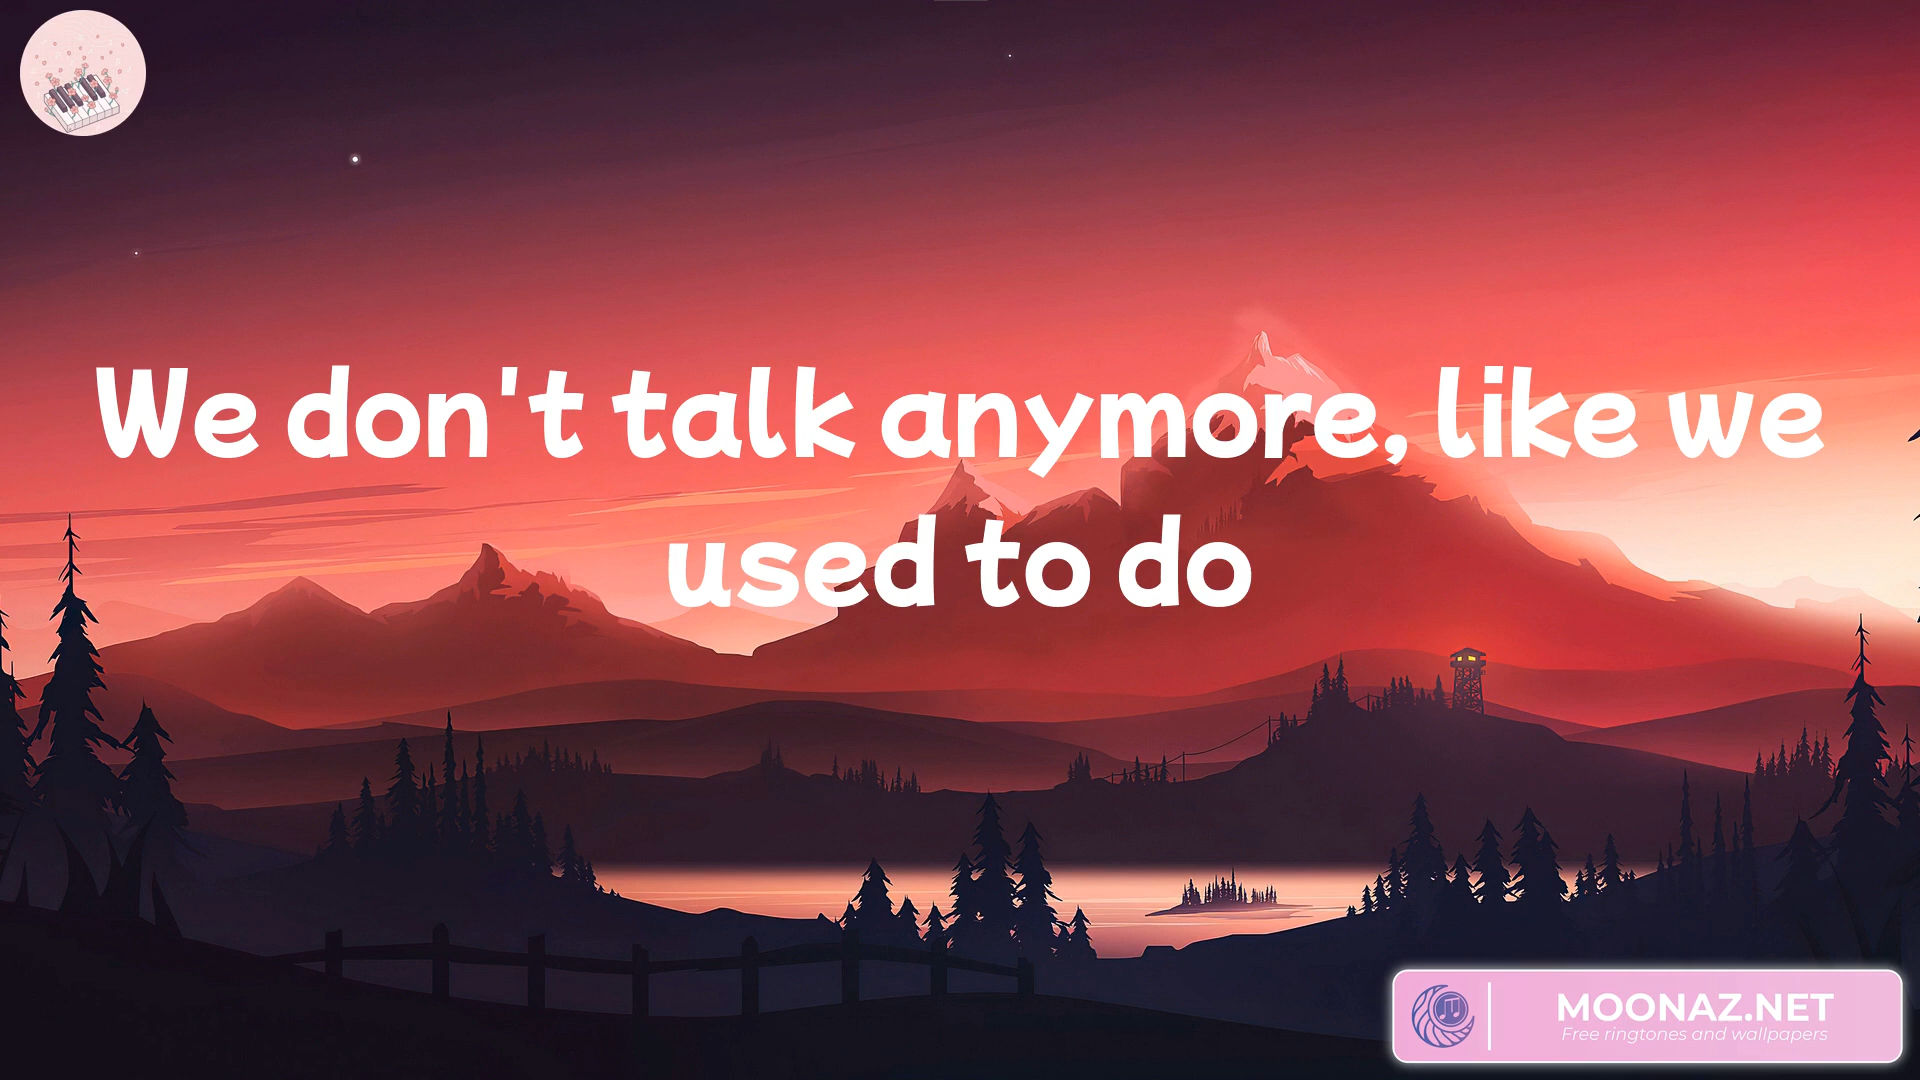 We don't talk anymore, like we
used to do
MOONAZ.NET
Free ringtones and wallpapers